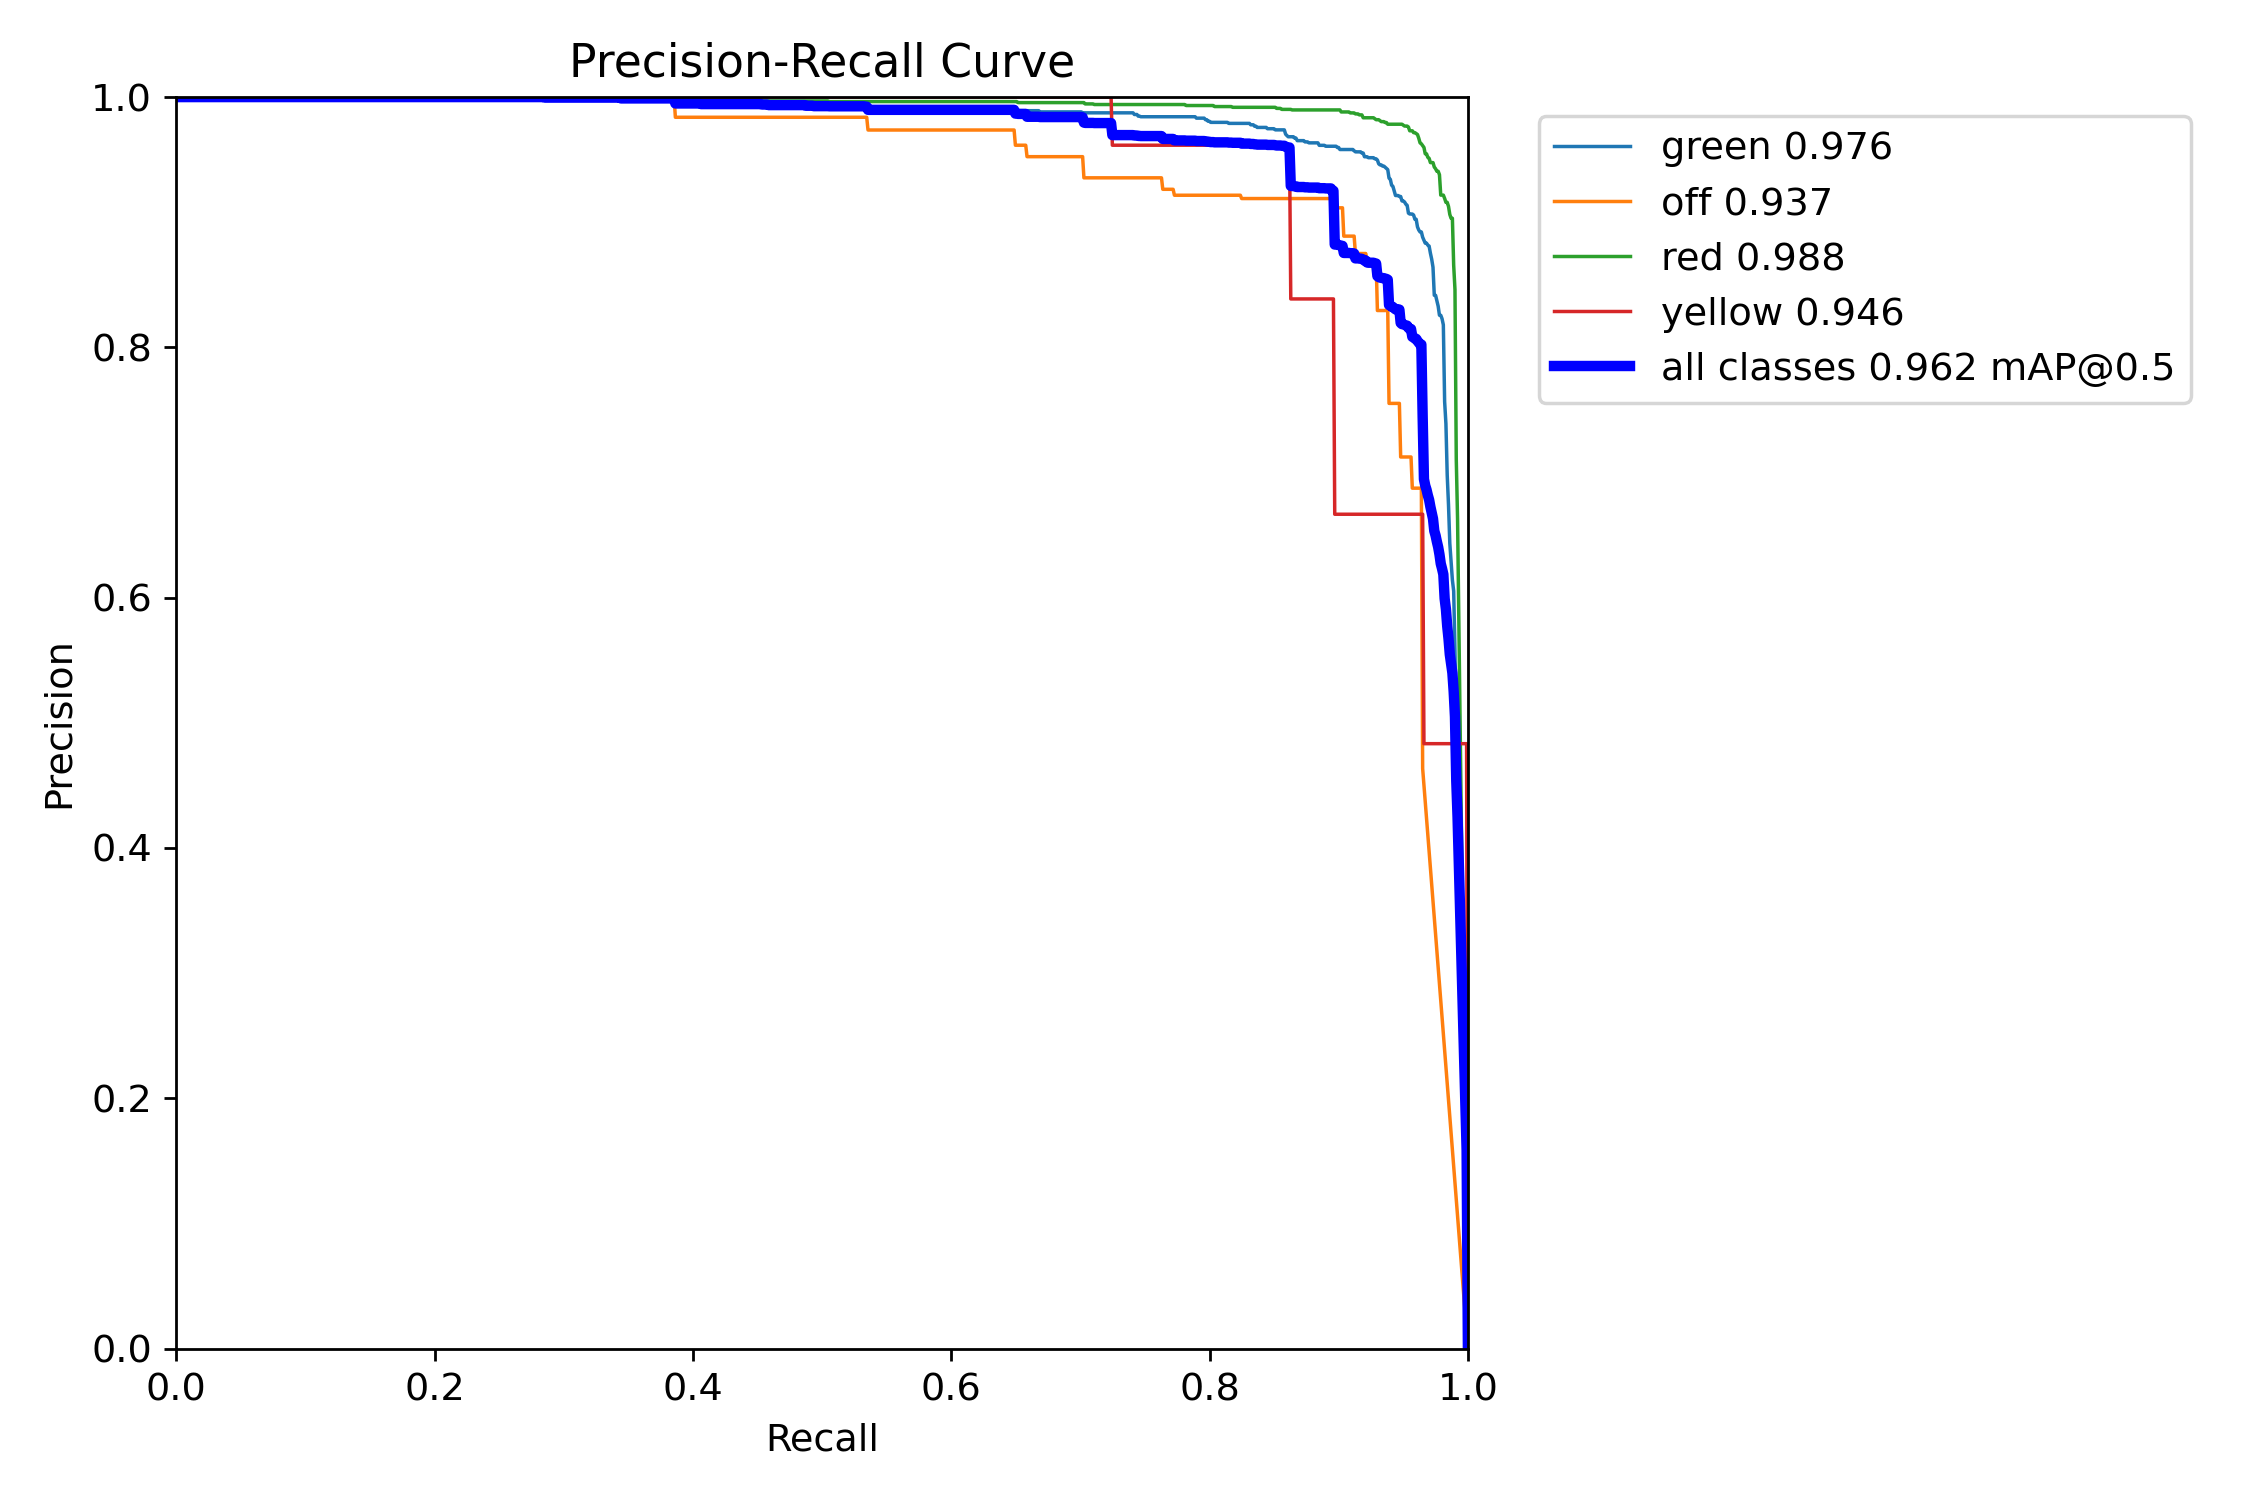 Precision-Recall Curve
1.0
0.8
0.6
0.4
0.2
0.0
Precision
0.0 0.2 0.4 0.6 0.8 1.0
Recall
green 0.976
off 0.937
red 0.988
yellow 0.946
all classes 0.962 mAP@0.5